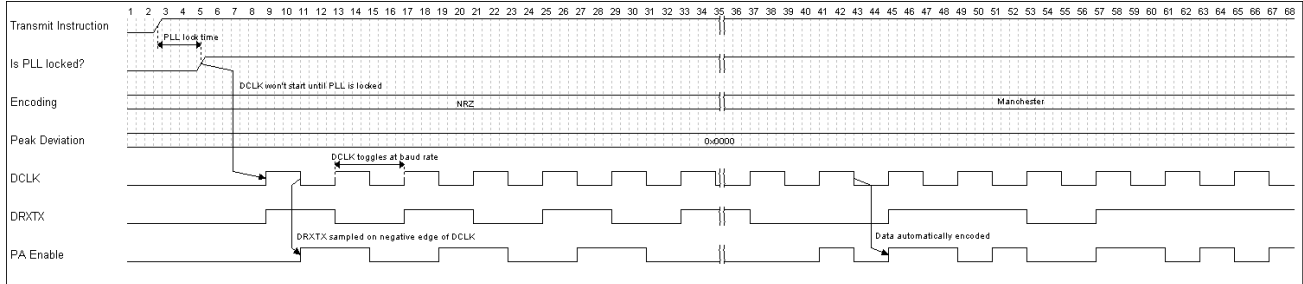 1 2 3 4 5 6 7 8 9 10 11 12 13 14 15 16 17 18 19 20 21 22 23 24 25 26 27 28 29 30 31 32 33 34 35 36 37 38 39 40 41 42 43 44 45 46 47 48 49 50 51 52 53 54 55 56 57 58 59 60 61 62 63 64 65 66 67 68
Transmit Instruction
PLL lock time
Is PLL locked?
DCLK won't start until PLL is locked
Encoding
NRZ
Manchester
Peak Deviation
0x0000
DCLK toggles at baud rate
DCLK
DRXTX
DRXTX sampled on negative edge of DCLK
Data automatically encoded
PA Enable